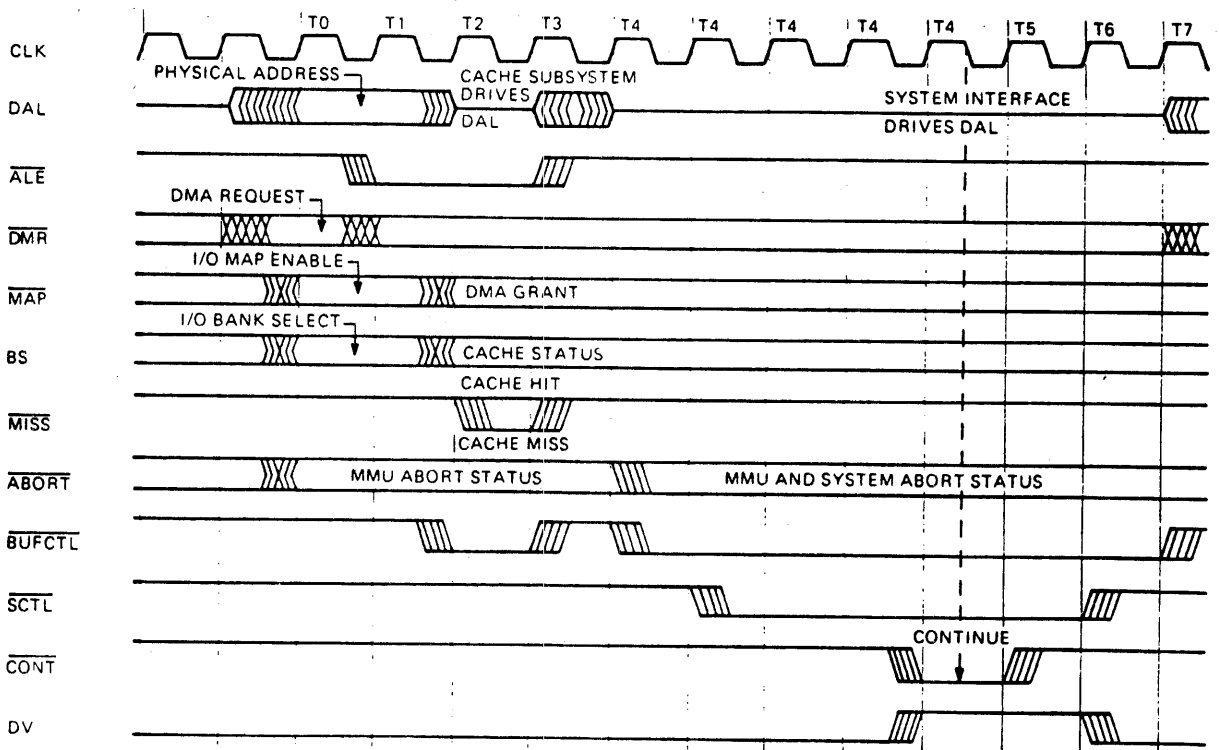 T0 T1 T2 T3 T4 T4 T4 T4 T4 T5 T6 T7
CLK
PHYSICAL ADDRESS
CACHE SUBSYSTEM
DRIVES
DAL
DAL
SYSTEM INTERFACE
DRIVES DAL
ALE
DMA REQUEST
DMR
I/O MAP ENABLE
MAP
DMA GRANT
I/O BANK SELECT
BS
CACHE STATUS
CACHE HIT
MISS
CACHE MISS
ABORT
MMU ABORT STATUS
MMU AND SYSTEM ABORT STATUS
BUFCTL
SCTL
CONTINUE
CONT
DV